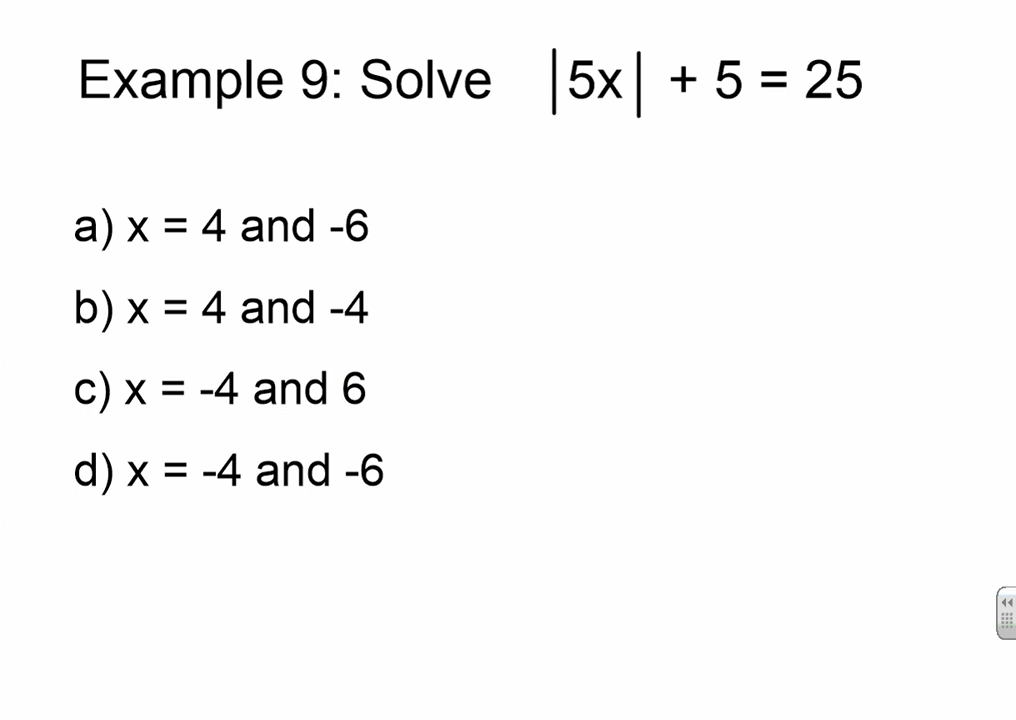 Example 9: Solve |5x| + 5 = 25
a) x = 4 and -6
b) x = 4 and -4
c) x = -4 and 6
d) x = -4 and -6